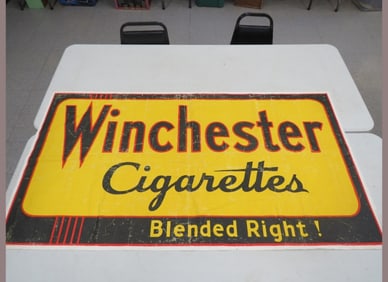 Winchester
Cigarettes
Blended Right !